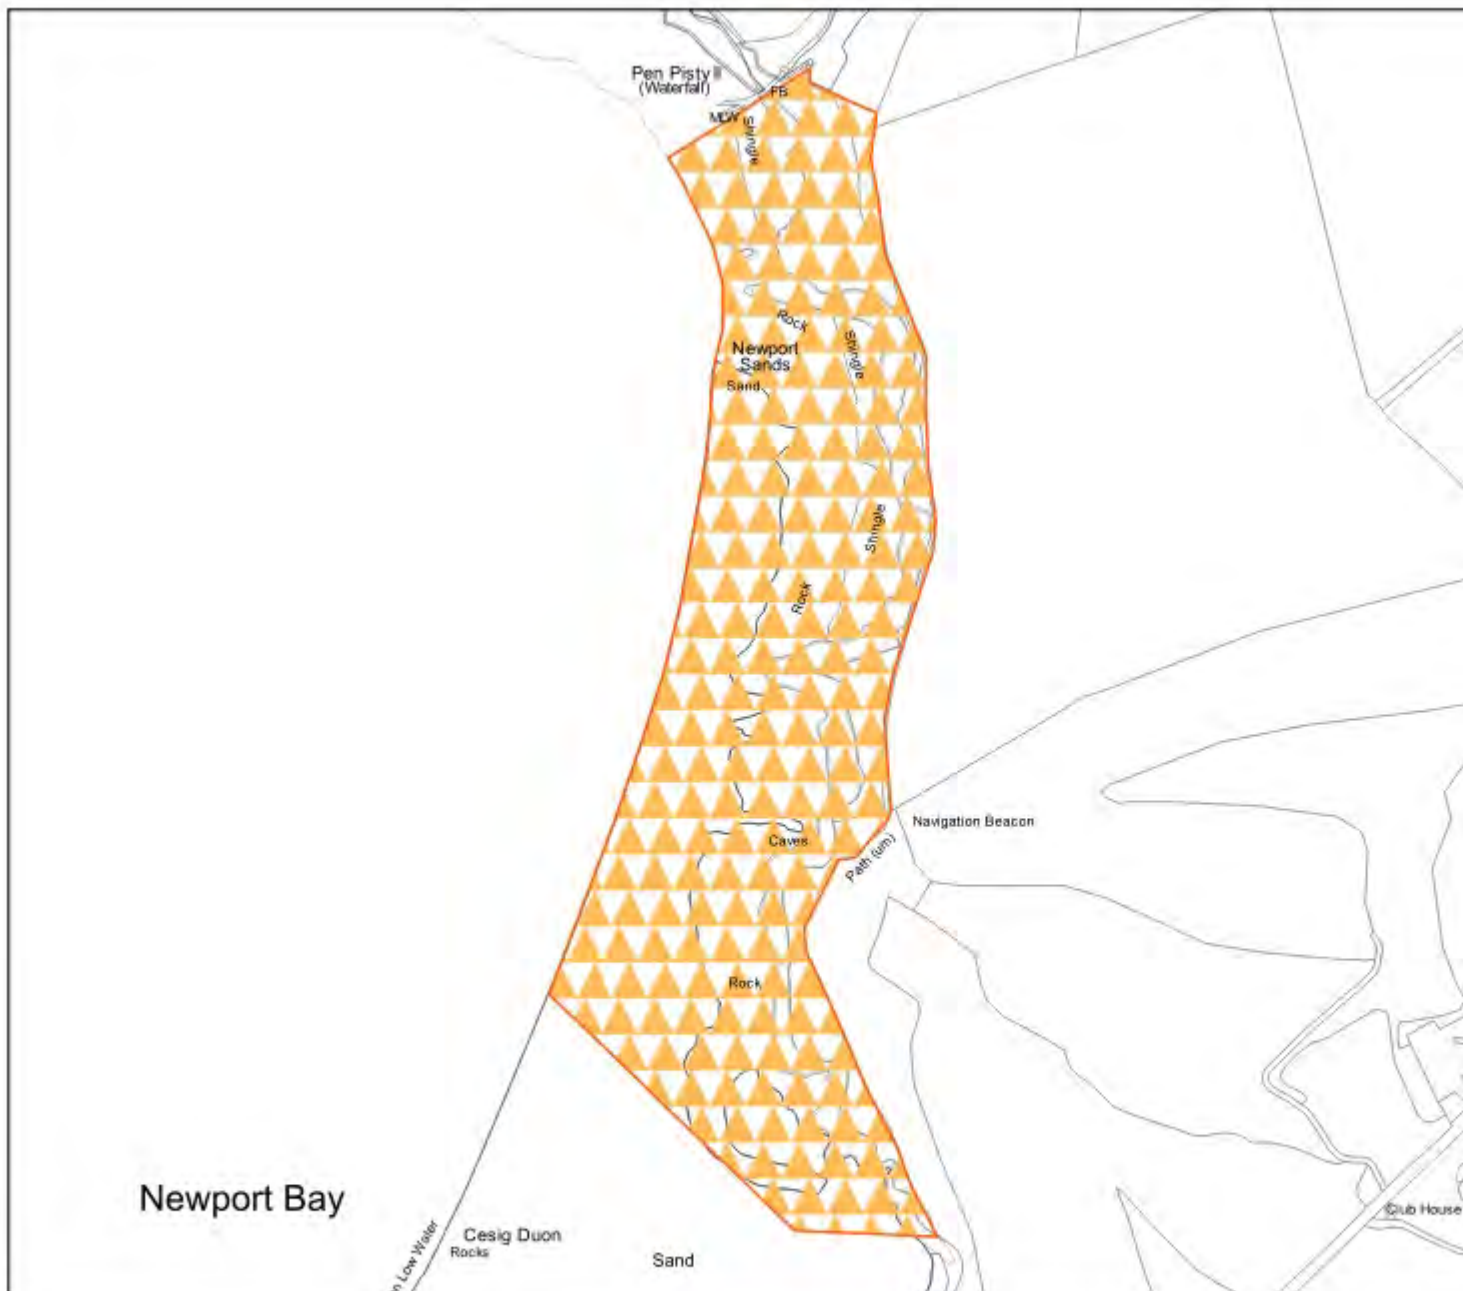 Pen Pistyll
(Waterfall)
FB
MLW
Shingle
Rock
Shingle
Newport
Sands
Sand
Shingle
Rock
Navigation Beacon
Caves
Path (um)
Rock
Newport Bay
Club House
n Low Water
Cesig Duon
Rocks
Sand